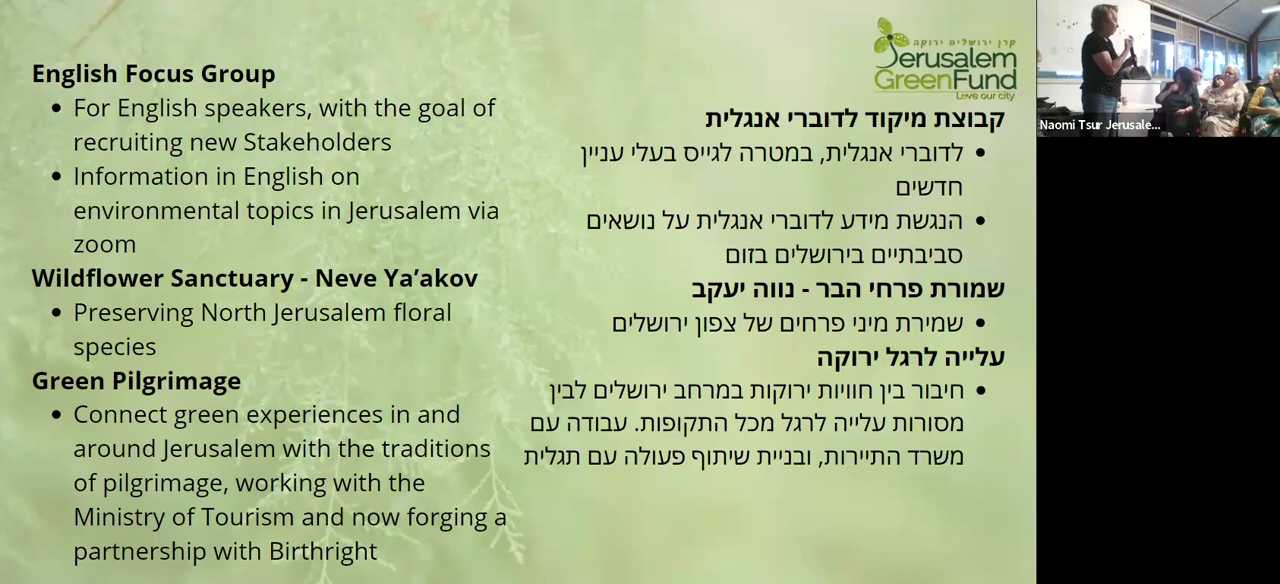 English Focus Group
• For English speakers, with the goal of
recruiting new Stakeholders
• Information in English on
environmental topics in Jerusalem via
zoom
Wildflower Sanctuary - Neve Ya’akov
• Preserving North Jerusalem floral
species
Green Pilgrimage
• Connect green experiences in and
around Jerusalem with the traditions
of pilgrimage, working with the
Ministry of Tourism and now forging a
partnership with Birthright
קרן ירושלים ירוקה
Jerusalem
GreenFund
Love our city
קבוצת מיקוד לדוברי אנגלית
• לדוברי אנגלית, במטרה לגייס בעלי עניין
חדשים
• הנגשת מידע לדוברי אנגלית על נושאים
סביבתיים בירושלים בזום
שמורת פרחי הבר - נווה יעקב
• שמירת מיני פרחים של צפון ירושלים
עלייה לרגל ירוקה
• חיבור בין חוויות ירוקות במרחב ירושלים לבין
מסורות עלייה לרגל מכל התקופות. עבודה עם
משרד התיירות, ובניית שיתוף פעולה עם תגלית
Naomi Tsur Jerusale...